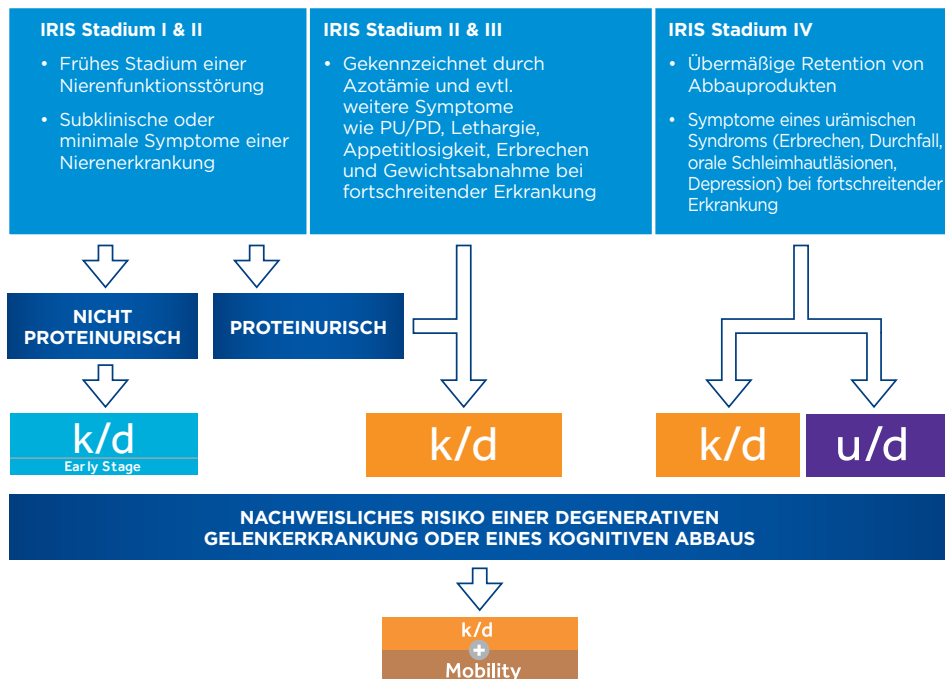 IRIS Stadium I & II
• Frühes Stadium einer
Nierenfunktionsstörung
• Subklinische oder
minimale Symptome einer
Nierenerkrankung
IRIS Stadium II & III
• Gekennzeichnet durch
Azotämie und evtl.
weitere Symptome
wie PU/PD, Lethargie,
Appetitlosigkeit, Erbrechen
und Gewichtsabnahme bei
fortschreitender Erkrankung
IRIS Stadium IV
• Übermäßige Retention von
Abbauprodukten
• Symptome eines urämischen
Syndroms (Erbrechen, Durchfall,
orale Schleimhautläsionen,
Depression) bei fortschreitender
Erkrankung
NICHT
PROTEINURISCH
PROTEINURISCH
k/d
Early Stage
k/d
k/d
u/d
NACHWEISLICHES RISIKO EINER DEGENERATIVEN
GELENKERKRANKUNG ODER EINES KOGNITIVEN ABBAUS
k/d
+
Mobility